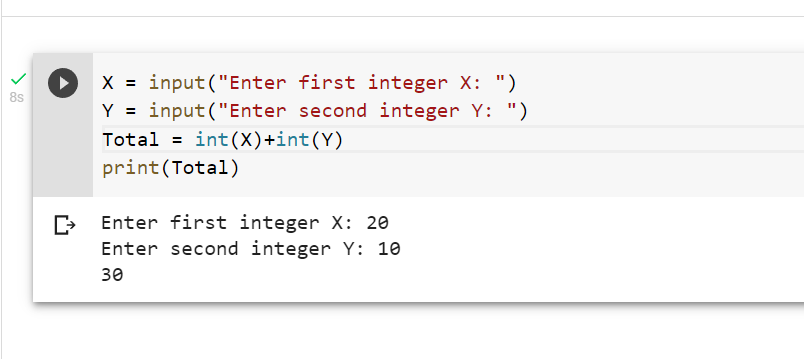 X = input("Enter first integer X: ")
8s
Y = input("Enter second integer Y: ")
Total = int(X)+int(Y)
print(Total)
Enter first integer X: 20
Enter second integer Y: 10
30